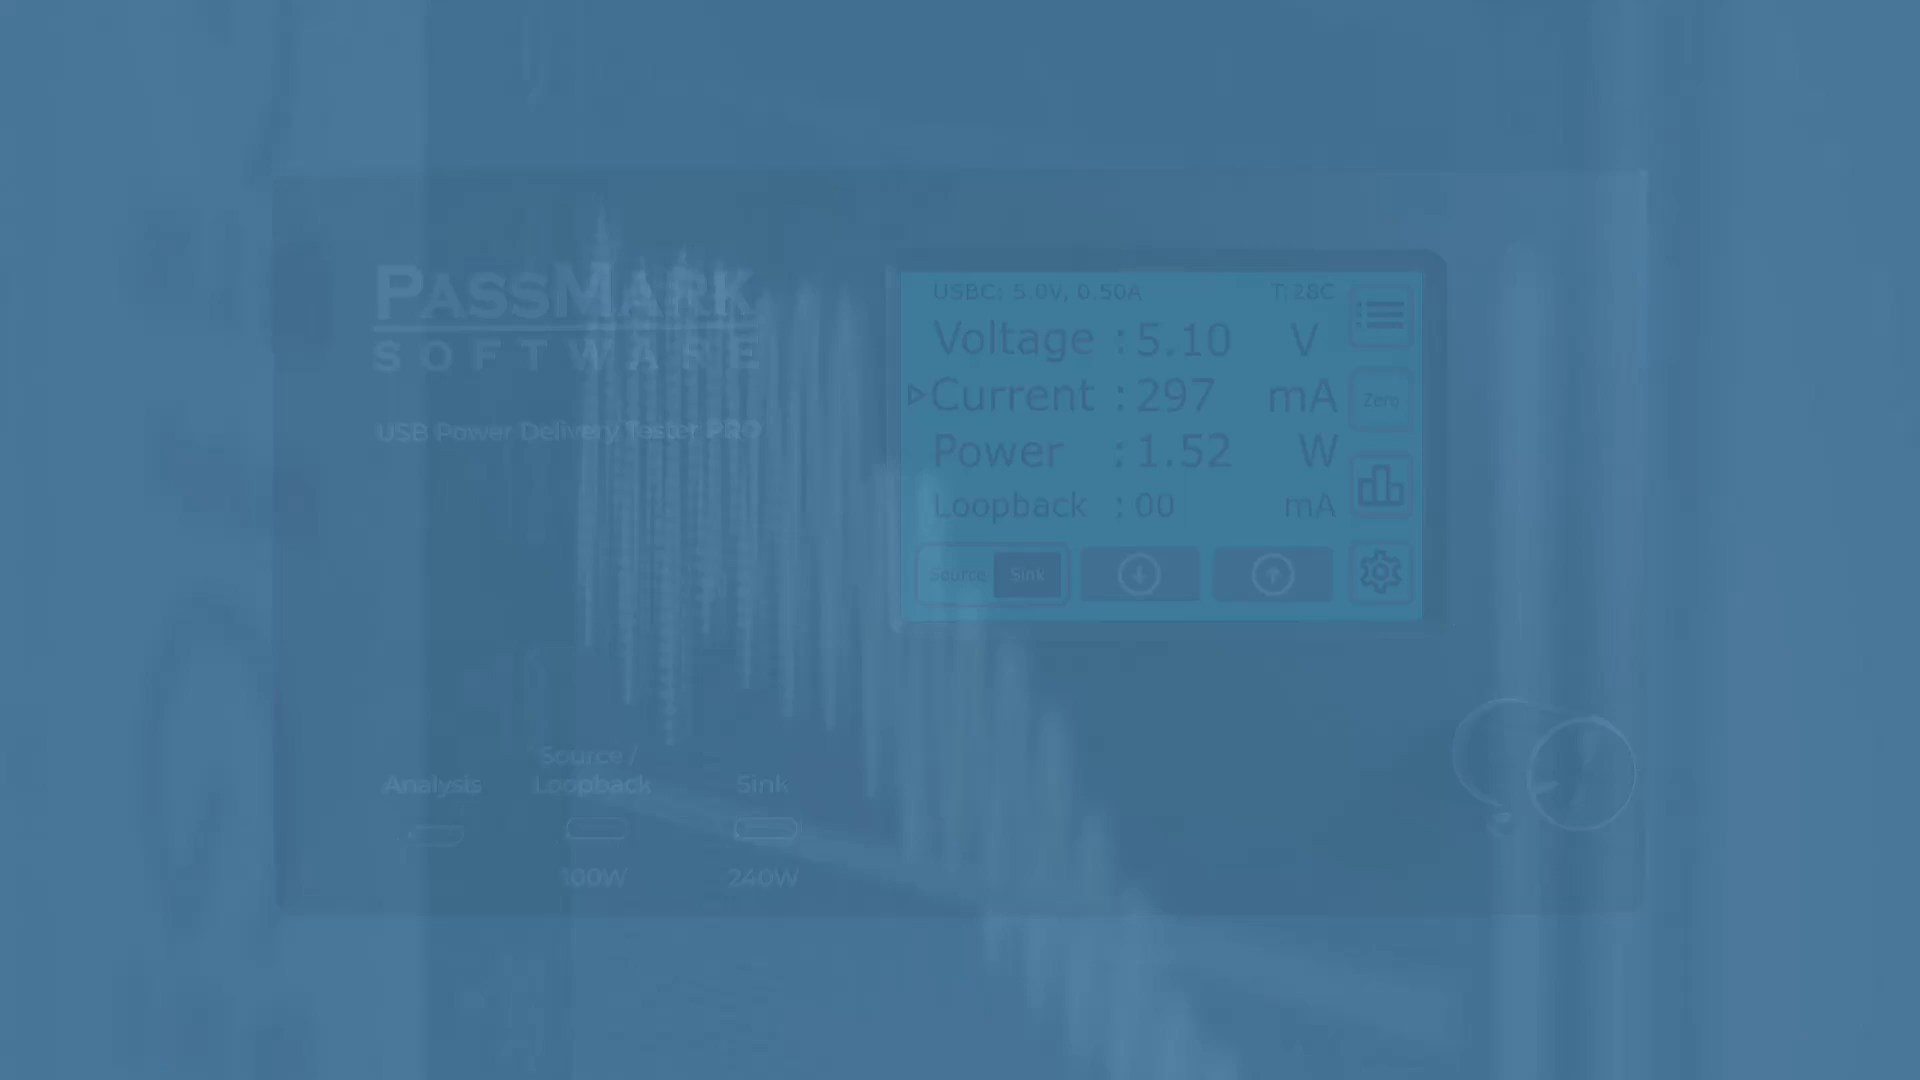 PASSMARK
SOFTWARE
USB Power Delivery Tester PRO
USBC: 5.0V, 0.50A T:28C
Voltage : 5.10 V
Current : 297 mA
Power : 1.52 W
Loopback : 00 mA
Zero
Source Sink
Analysis
Source /
Loopback
Sink
100W
240W